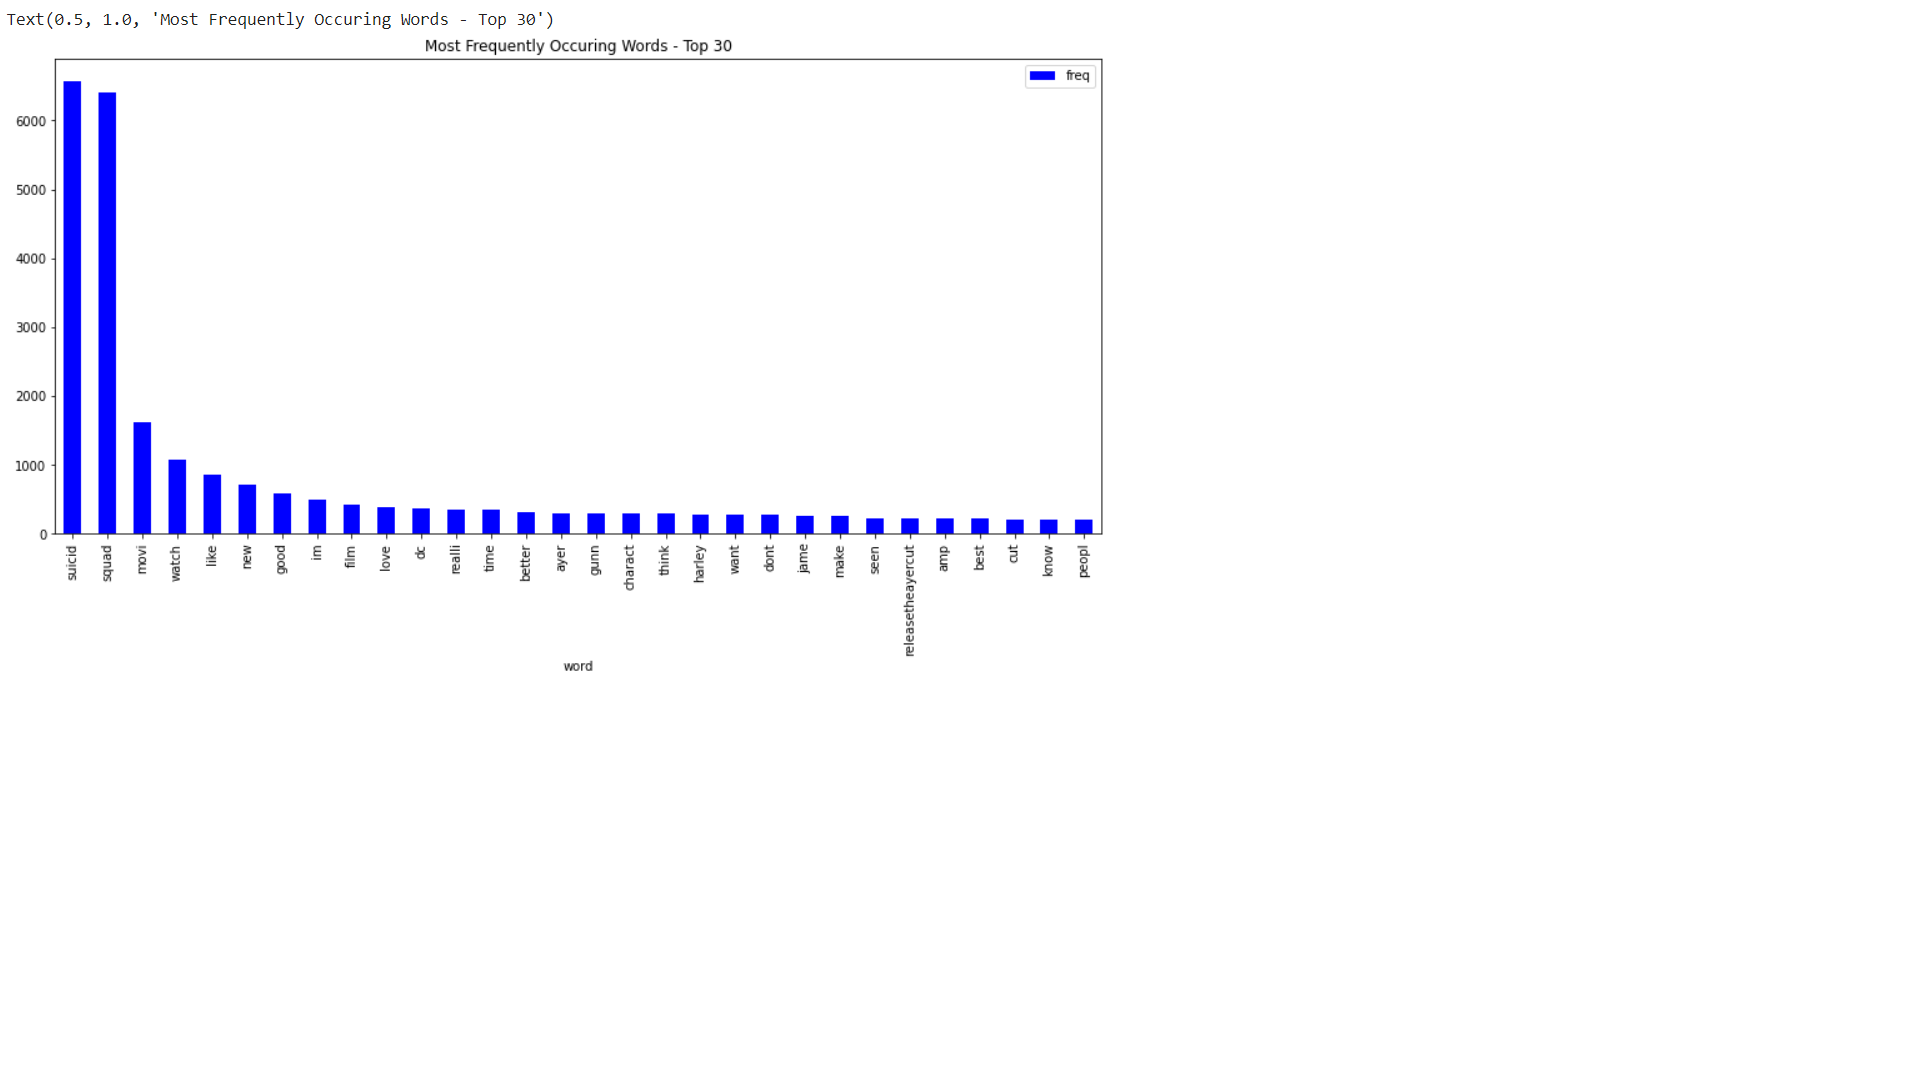 Text(0.5, 1.0, 'Most Frequently Occuring Words - Top 30')
Most Frequently Occuring Words - Top 30
freq
6000
5000
4000
3000
2000
1000
0
suicid
squad
movi
watch
like
new
good
im
film
love
dc
realli
time
better
ayer
gunn
charact
think
harley
want
dont
jame
make
seen
releasetheayercut
amp
best
cut
know
peopl
word